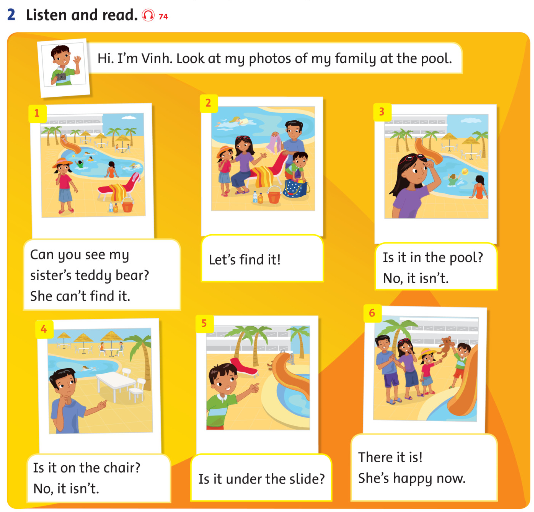 2 Listen and read. 74
Hi. I'm Vinh. Look at my photos of my family at the pool.
1
Can you see my
sister's teddy bear?
She can't find it.
2
Let's find it!
3
Is it in the pool?
No, it isn't.
4
Is it on the chair?
No, it isn't.
5
Is it under the slide?
6
There it is!
She's happy now.